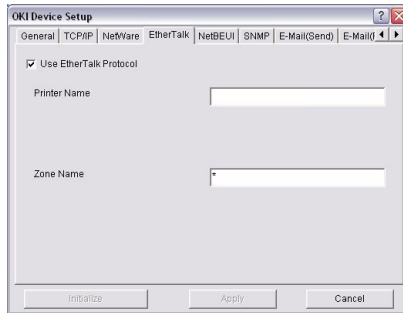 OKI Device Setup
General TCP/IP NetWare EtherTalk NetBEUI SNMP E-Mail(Send)
Use EtherTalk Protocol
Printer Name
Zone Name *
Initialize Apply Cancel